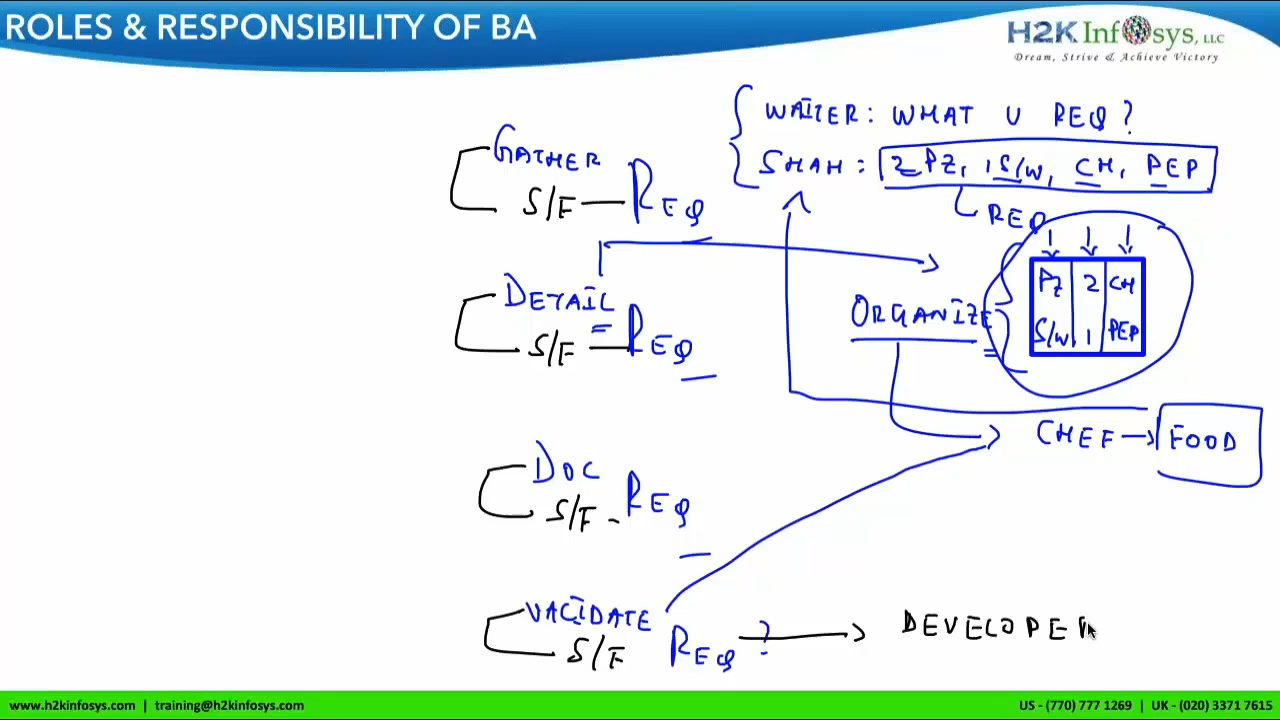 ROLES & RESPONSIBILITY OF BA
H2K Infosys, LLC
Dream, Strive & Achieve Victory
WAITER: WHAT U REQ?
SHAH: 2 PZ, 1 S/W, CH, PEP
REQ
GATHER
S/F — REQ
DETAIL
S/F — REQ
ORGANIZE
PZ 2 CH
S/W 1 PEP
CHEF → FOOD
DOC
S/F - REQ
VALIDATE
S/F REQ? → DEVELOPER
www.h2kinfosys.com | training@h2kinfosys.com
US - (770) 777 1269 | UK - (020) 3371 7615